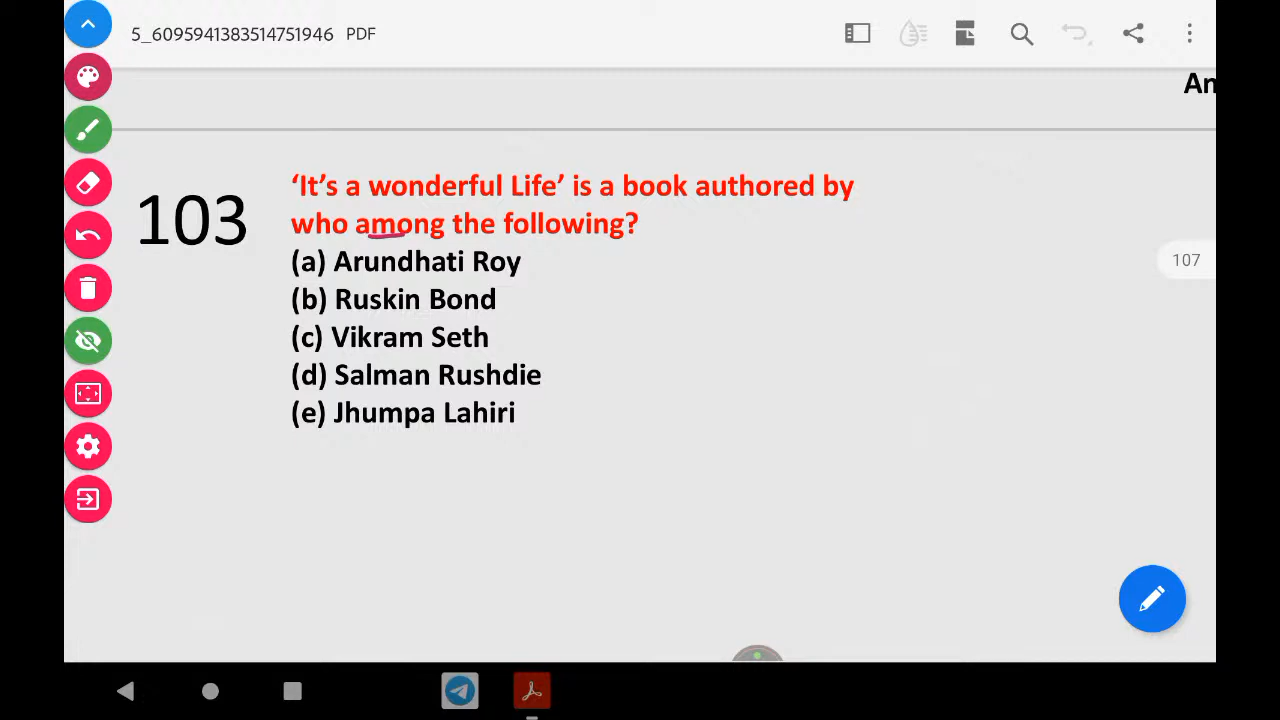 5_6095941383514751946 PDF
An
103
‘It’s a wonderful Life’ is a book authored by
who among the following?
(a) Arundhati Roy
(b) Ruskin Bond
(c) Vikram Seth
(d) Salman Rushdie
(e) Jhumpa Lahiri
107